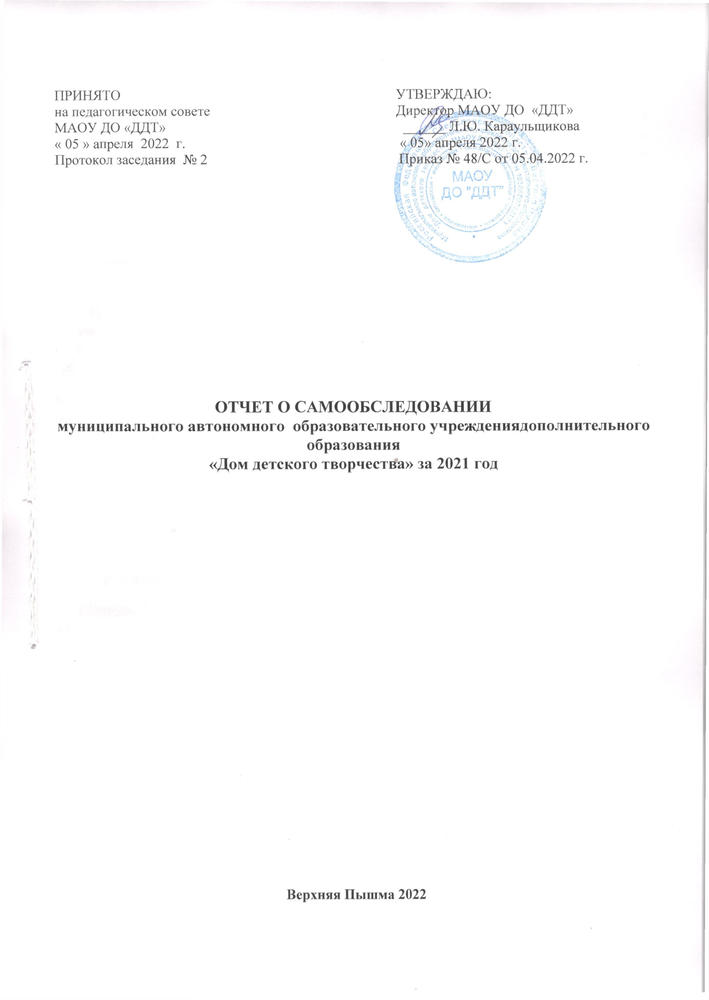 ПРИНЯТО
на педагогическом совете
МАОУ ДО «ДДТ»
« 05 » апреля 2022 г.
Протокол заседания № 2
УТВЕРЖДАЮ:
Директор МАОУ ДО «ДДТ»
______ Л.Ю. Караульщикова
« 05» апреля 2022 г.
Приказ № 48/С от 05.04.2022 г.
МАОУ
ДО "ДДТ"
ОТЧЕТ О САМООБСЛЕДОВАНИИ
муниципального автономного образовательного учреждениядополнительного
образования
«Дом детского творчества» за 2021 год
Верхняя Пышма 2022